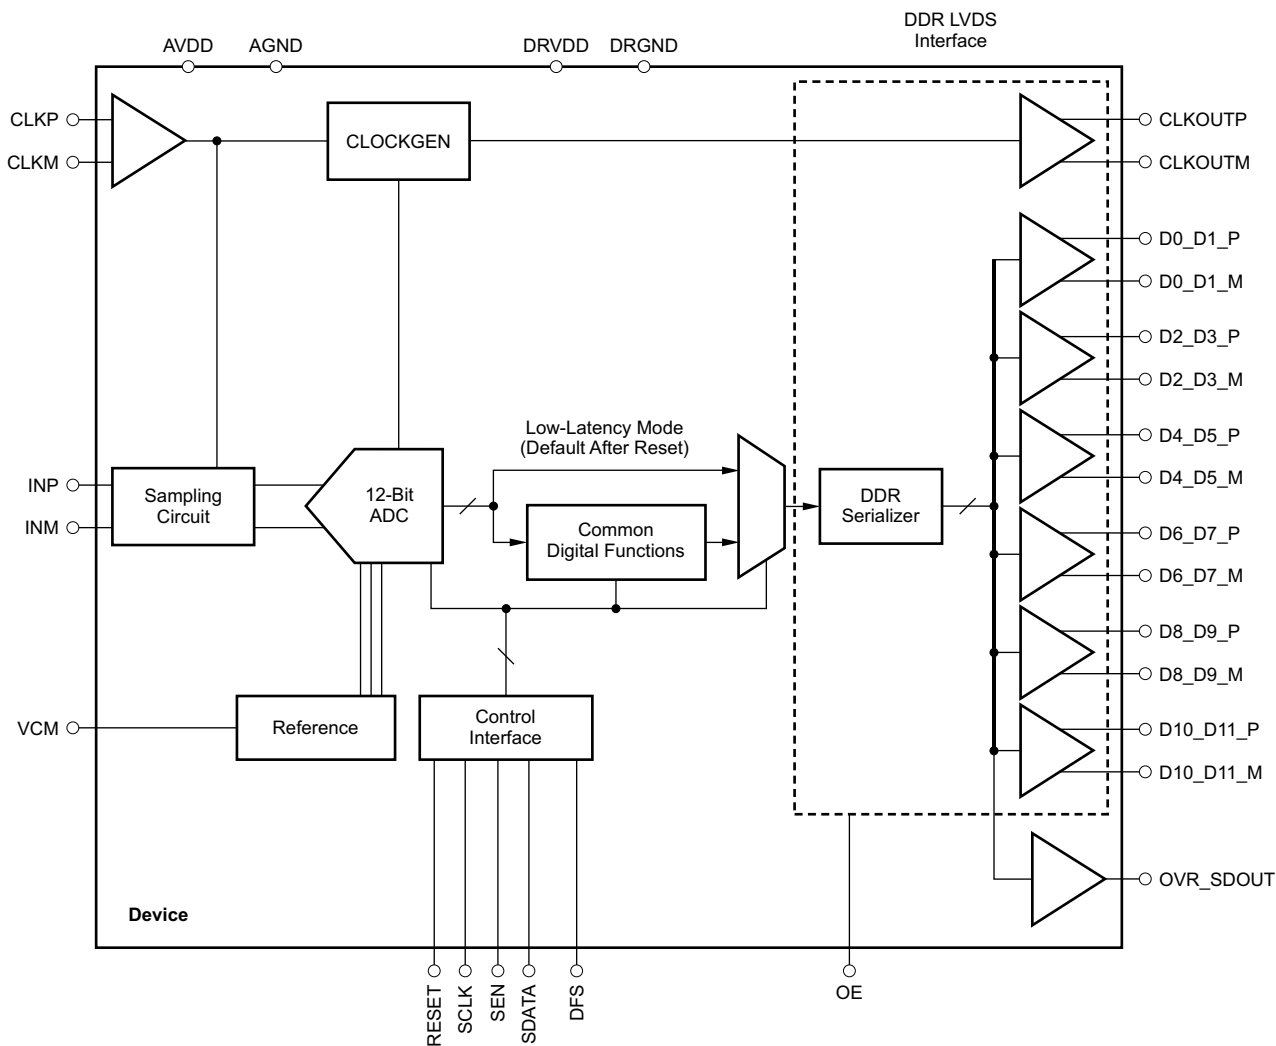 DDR LVDS
Interface
AVDD
AGND
DRVDD
DRGND
CLKP
CLKM
CLOCKGEN
CLKOUTP
CLKOUTM
D0_D1_P
D0_D1_M
D2_D3_P
D2_D3_M
Low-Latency Mode
(Default After Reset)
D4_D5_P
D4_D5_M
INP
INM
Sampling
Circuit
12-Bit
ADC
Common
Digital Functions
DDR
Serializer
D6_D7_P
D6_D7_M
D8_D9_P
D8_D9_M
VCM
Reference
Control
Interface
D10_D11_P
D10_D11_M
OVR_SDOUT
Device
RESET
SCLK
SEN
SDATA
DFS
OE